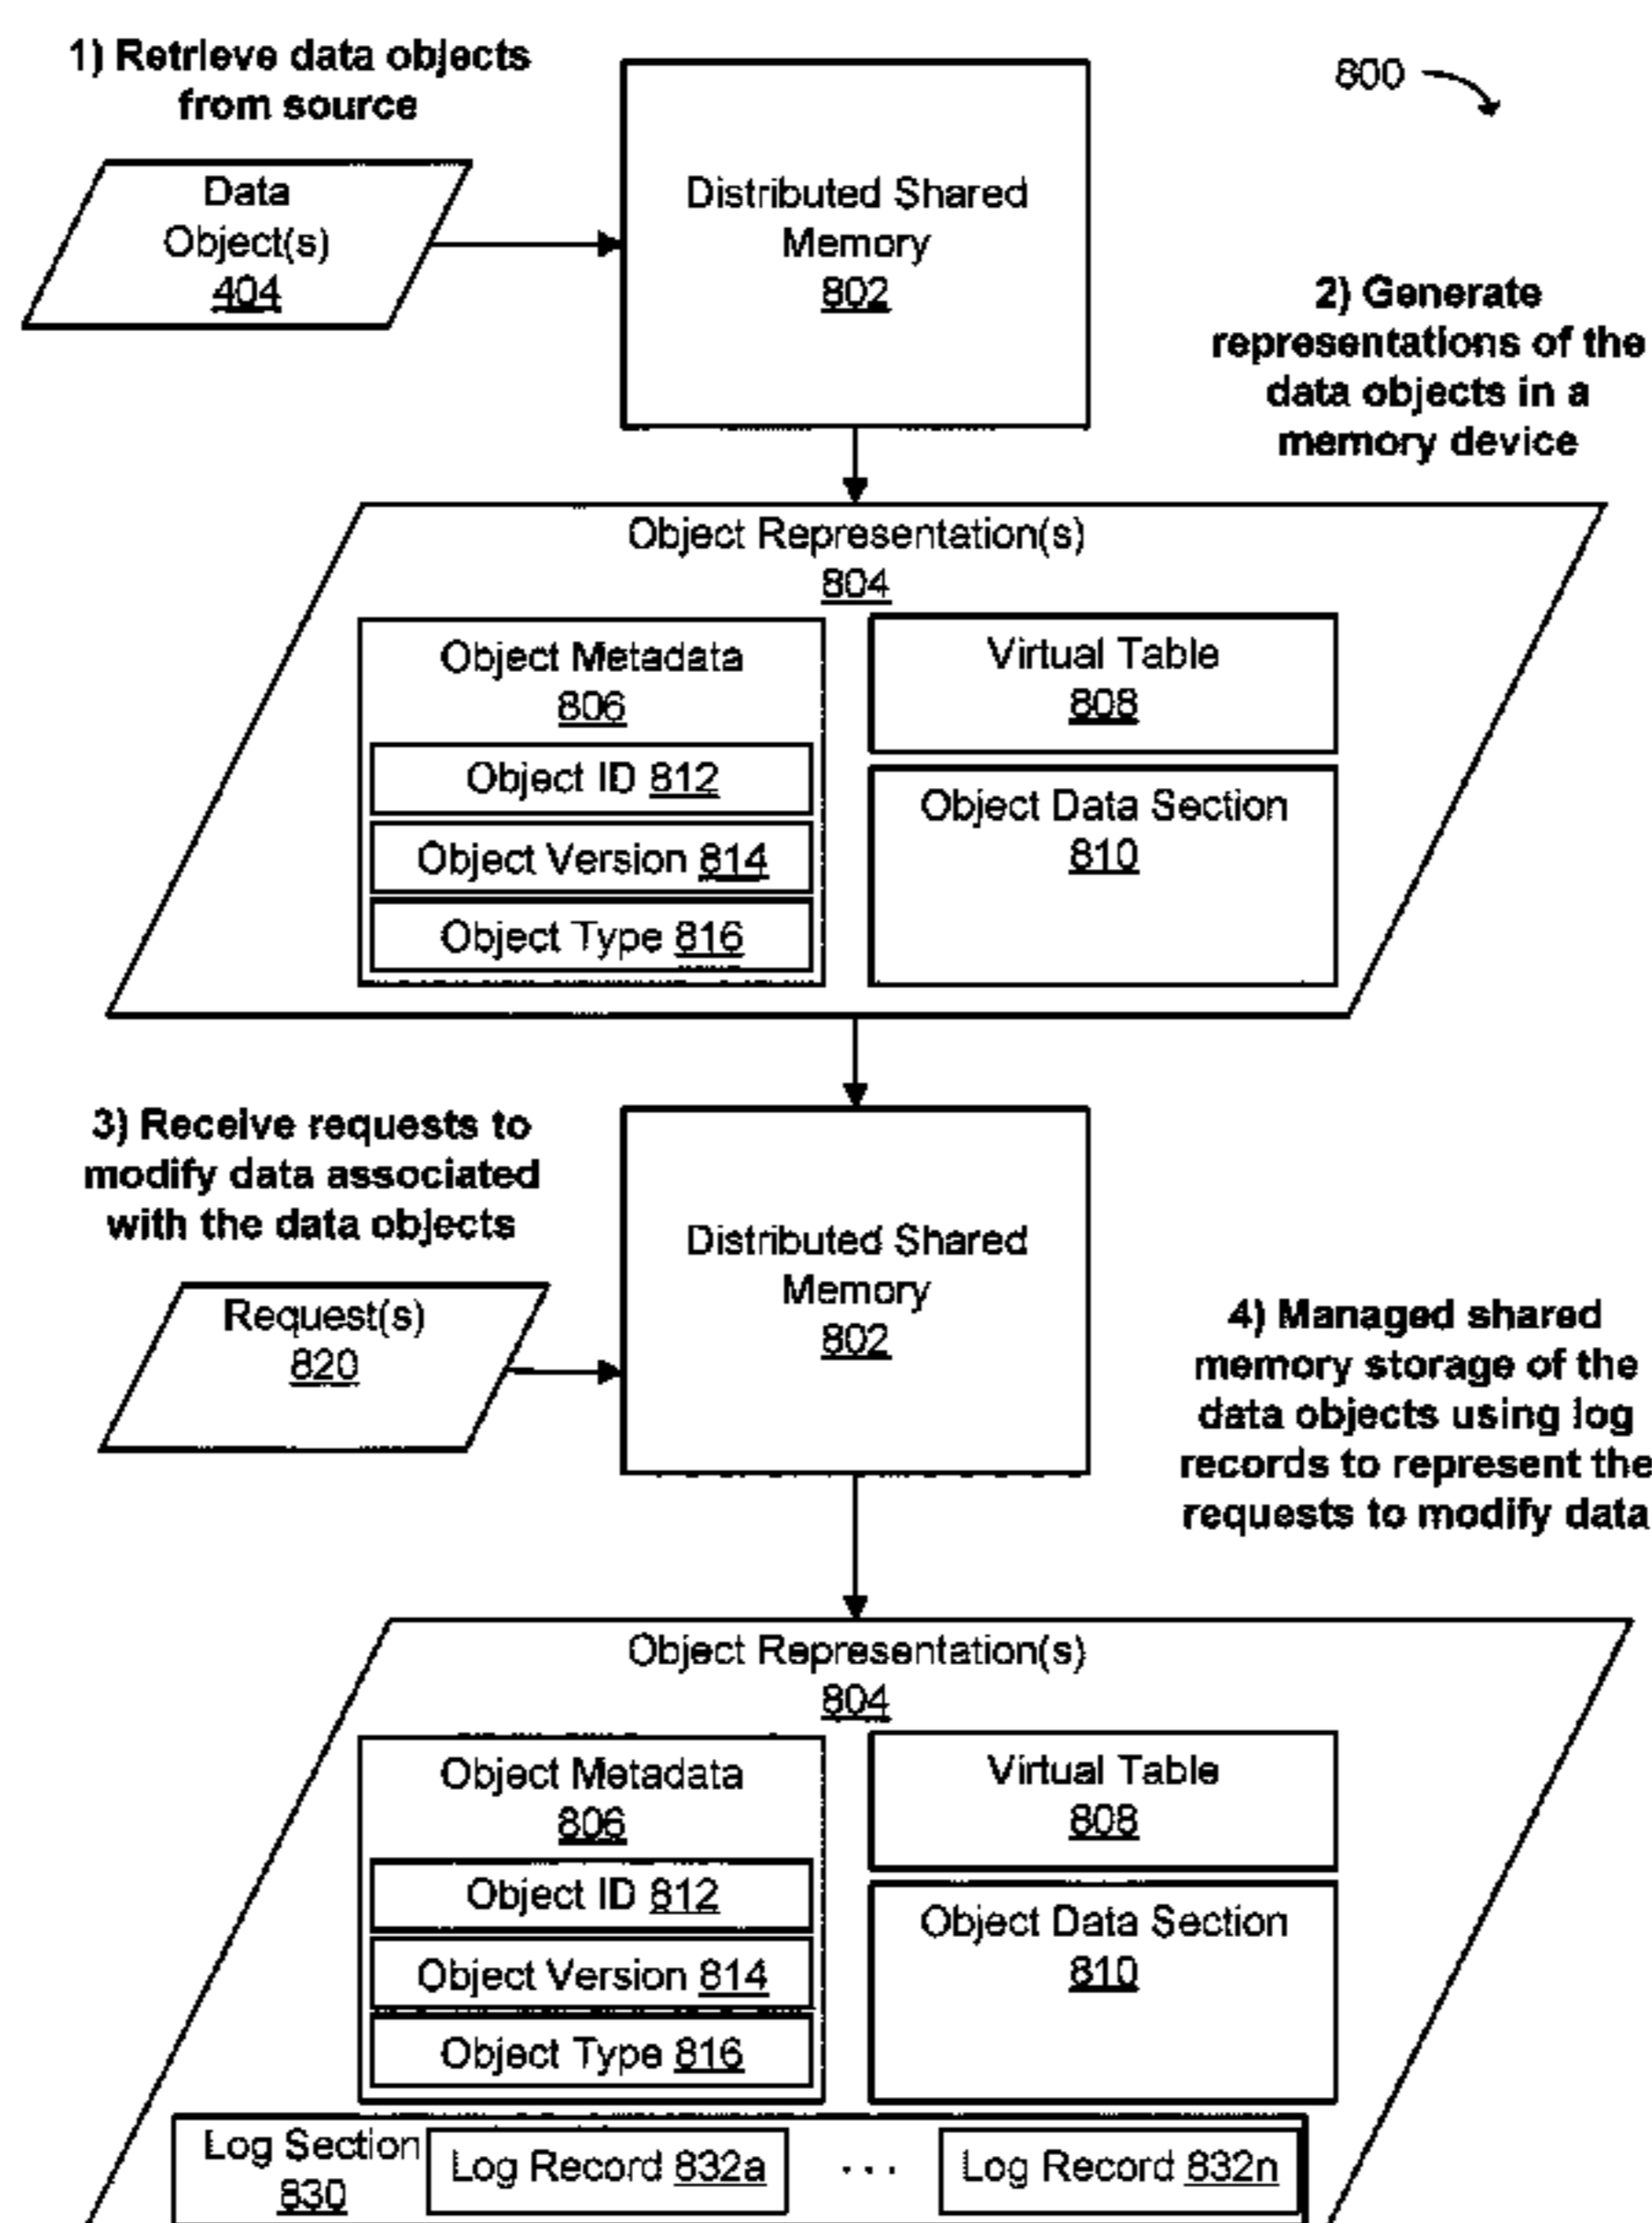 1) Retrieve data objects
from source
800
Data
Object(s)
404
Distributed Shared
Memory
802
2) Generate
representations of the
data objects in a
memory device
Object Representation(s)
804
Object Metadata
806
Object ID 812
Object Version 814
Object Type 816
Virtual Table
808
Object Data Section
810
3) Receive requests to
modify data associated
with the data objects
Request(s)
820
Distributed Shared
Memory
802
4) Managed shared
memory storage of the
data objects using log
records to represent the
requests to modify data
Object Representation(s)
804
Object Metadata
806
Object ID 812
Object Version 814
Object Type 816
Virtual Table
808
Object Data Section
810
Log Section
830
Log Record 832a
...
Log Record 832n